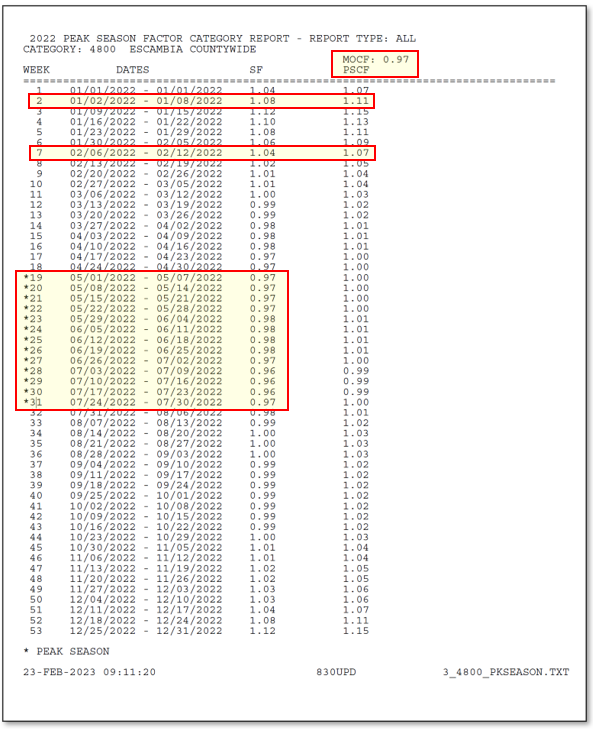 2022 PEAK SEASON FACTOR CATEGORY REPORT - REPORT TYPE: ALL
CATEGORY: 4800 ESCAMBIA COUNTYWIDE
MOCF: 0.97
WEEK DATES SF PSCF
================================================================================
1 01/01/2022 - 01/01/2022 1.04 1.07
2 01/02/2022 - 01/08/2022 1.08 1.11
3 01/09/2022 - 01/15/2022 1.12 1.15
4 01/16/2022 - 01/22/2022 1.10 1.13
5 01/23/2022 - 01/29/2022 1.08 1.11
6 01/30/2022 - 02/05/2022 1.06 1.09
7 02/06/2022 - 02/12/2022 1.04 1.07
8 02/13/2022 - 02/19/2022 1.02 1.05
9 02/20/2022 - 02/26/2022 1.01 1.04
10 02/27/2022 - 03/05/2022 1.01 1.04
11 03/06/2022 - 03/12/2022 1.00 1.03
12 03/13/2022 - 03/19/2022 0.99 1.02
13 03/20/2022 - 03/26/2022 0.99 1.02
14 03/27/2022 - 04/02/2022 0.98 1.01
15 04/03/2022 - 04/09/2022 0.98 1.01
16 04/10/2022 - 04/16/2022 0.98 1.01
17 04/17/2022 - 04/23/2022 0.97 1.00
18 04/24/2022 - 04/30/2022 0.97 1.00
*19 05/01/2022 - 05/07/2022 0.97 1.00
*20 05/08/2022 - 05/14/2022 0.97 1.00
*21 05/15/2022 - 05/21/2022 0.97 1.00
*22 05/22/2022 - 05/28/2022 0.97 1.00
*23 05/29/2022 - 06/04/2022 0.98 1.01
*24 06/05/2022 - 06/11/2022 0.98 1.01
*25 06/12/2022 - 06/18/2022 0.98 1.01
*26 06/19/2022 - 06/25/2022 0.98 1.01
*27 06/26/2022 - 07/02/2022 0.97 1.00
*28 07/03/2022 - 07/09/2022 0.96 0.99
*29 07/10/2022 - 07/16/2022 0.96 0.99
*30 07/17/2022 - 07/23/2022 0.96 0.99
*31 07/24/2022 - 07/30/2022 0.97 1.00
32 07/31/2022 - 08/06/2022 0.98 1.01
33 08/07/2022 - 08/13/2022 0.99 1.02
34 08/14/2022 - 08/20/2022 1.00 1.03
35 08/21/2022 - 08/27/2022 1.00 1.03
36 08/28/2022 - 09/03/2022 1.00 1.03
37 09/04/2022 - 09/10/2022 0.99 1.02
38 09/11/2022 - 09/17/2022 0.99 1.02
39 09/18/2022 - 09/24/2022 0.99 1.02
40 09/25/2022 - 10/01/2022 0.99 1.02
41 10/02/2022 - 10/08/2022 0.99 1.02
42 10/09/2022 - 10/15/2022 0.99 1.02
43 10/16/2022 - 10/22/2022 0.99 1.02
44 10/23/2022 - 10/29/2022 1.00 1.03
45 10/30/2022 - 11/05/2022 1.01 1.04
46 11/06/2022 - 11/12/2022 1.01 1.04
47 11/13/2022 - 11/19/2022 1.02 1.05
48 11/20/2022 - 11/26/2022 1.02 1.05
49 11/27/2022 - 12/03/2022 1.03 1.06
50 12/04/2022 - 12/10/2022 1.03 1.06
51 12/11/2022 - 12/17/2022 1.04 1.07
52 12/18/2022 - 12/24/2022 1.08 1.11
53 12/25/2022 - 12/31/2022 1.12 1.15
* PEAK SEASON
23-FEB-2023 09:11:20 830UPD 3_4800_PKSEASON.TXT